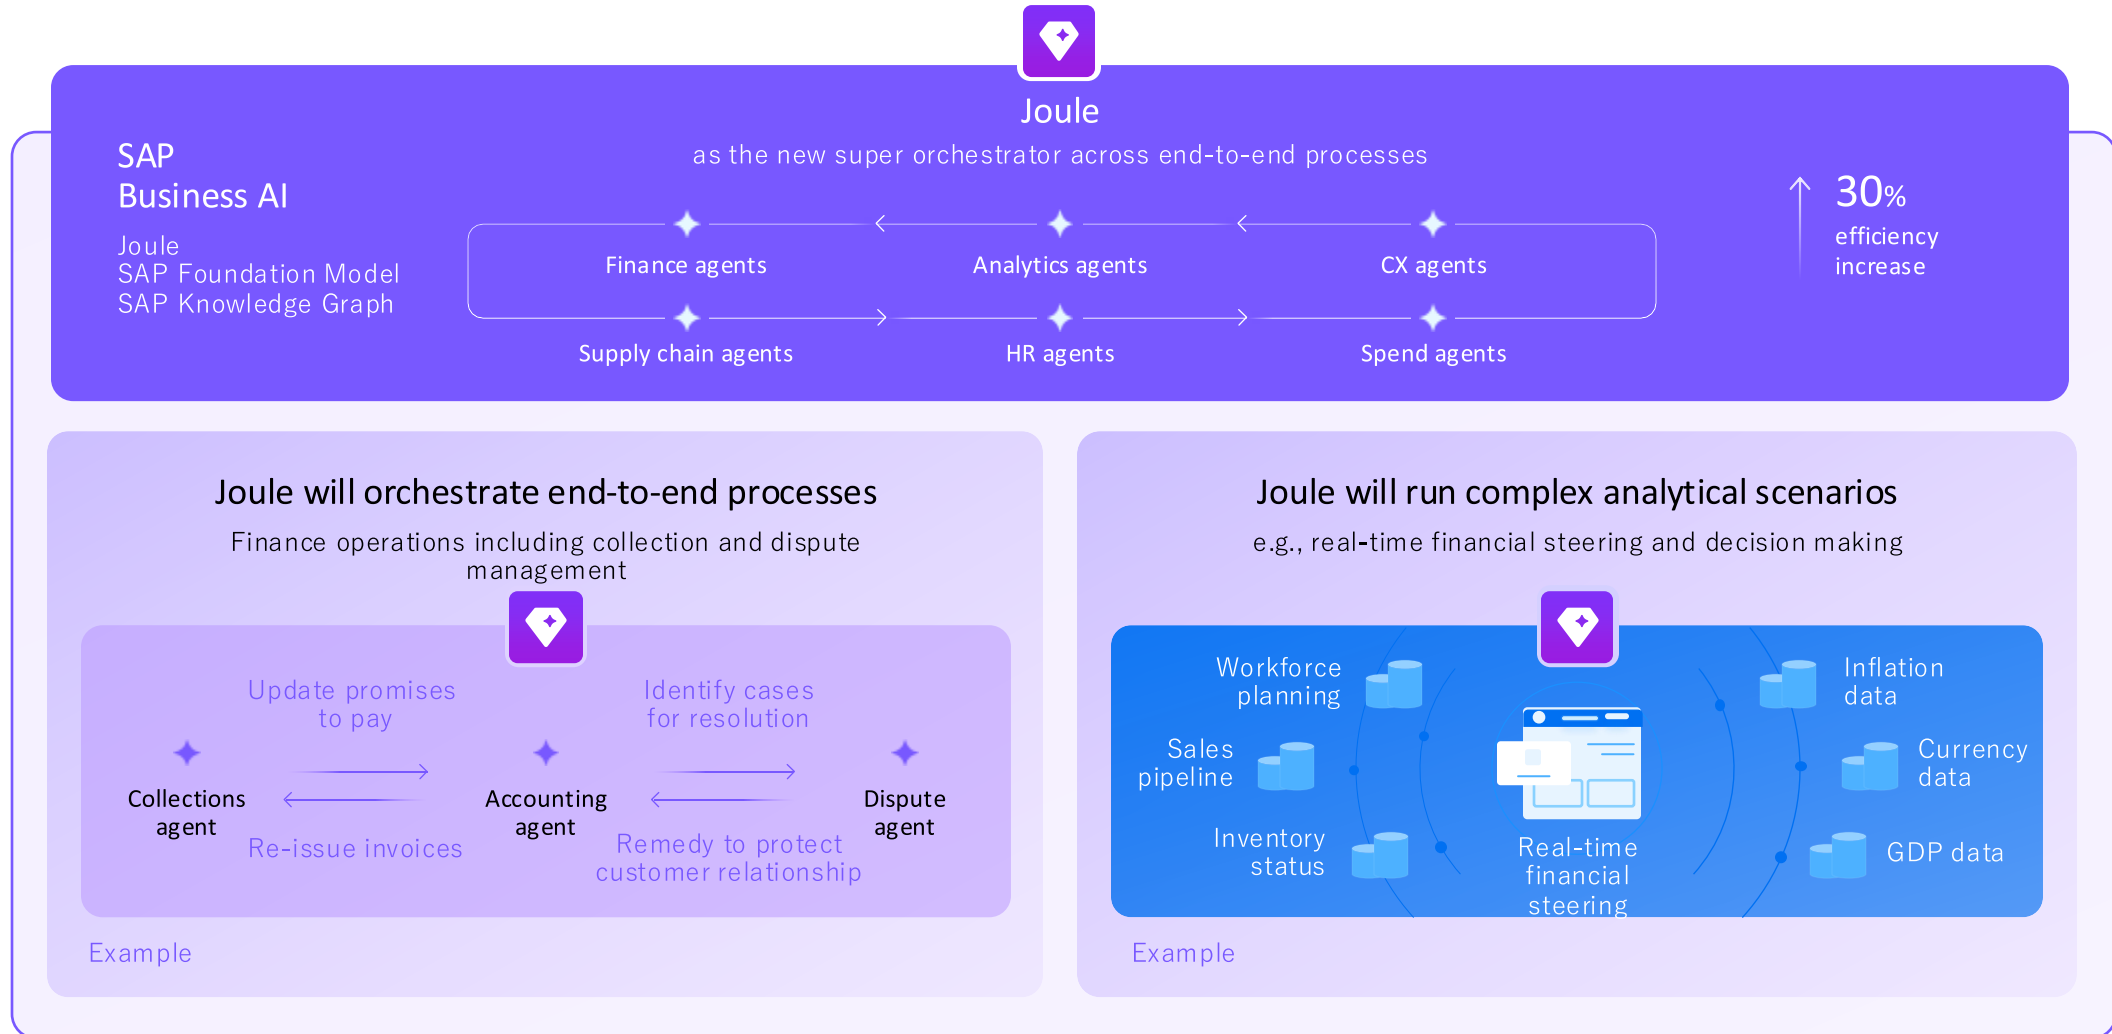 Joule
as the new super orchestrator across end-to-end processes
SAP
Business AI
Joule
SAP Foundation Model
SAP Knowledge Graph
Finance agents
Analytics agents
CX agents
Supply chain agents
HR agents
Spend agents
30%
efficiency
increase
Joule will orchestrate end-to-end processes
Finance operations including collection and dispute
management
Update promises
to pay
Identify cases
for resolution
Collections
agent
Accounting
agent
Dispute
agent
Re-issue invoices
Remedy to protect
customer relationship
Example
Joule will run complex analytical scenarios
e.g., real-time financial steering and decision making
Workforce
planning
Sales
pipeline
Inventory
status
Real-time
financial
steering
Inflation
data
Currency
data
GDP data
Example